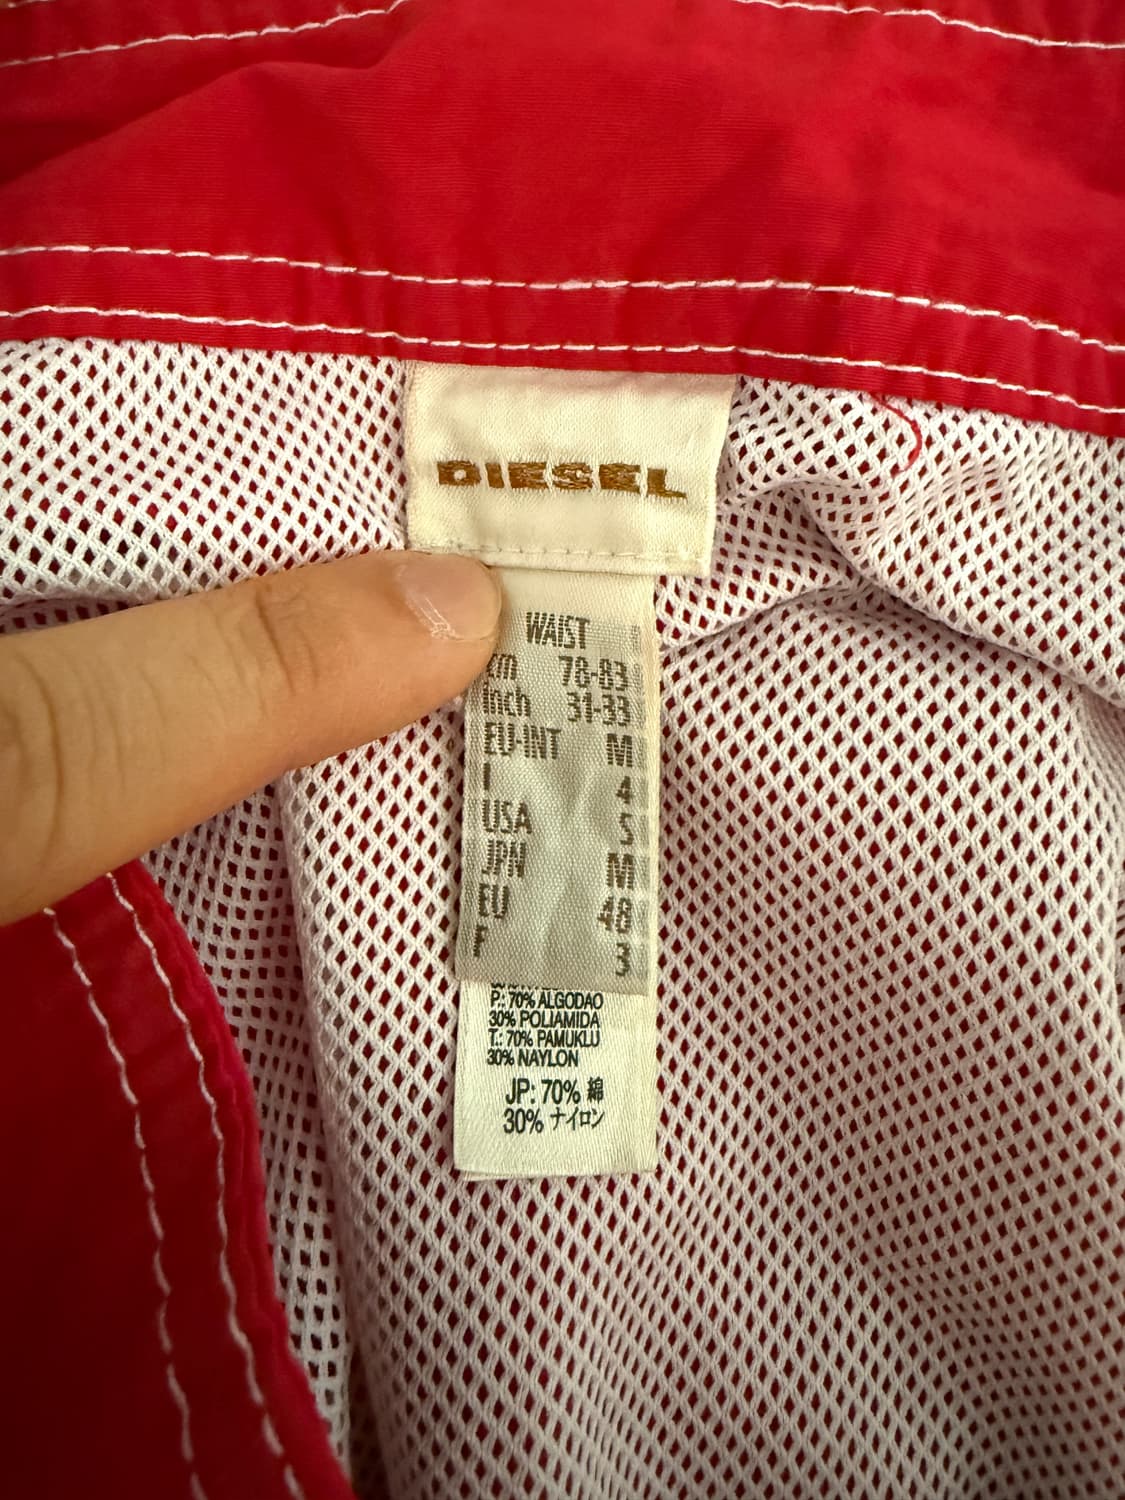 DIESEL
WAIST
cm 78-83
Inch 31-33
EU-INT M
I 4
USA S
JPN M
EU 48
F 3
P.: 70% ALGODAO
30% POLIAMIDA
T.: 70% PAMUKLU
30% NAYLON
JP: 70% 綿
30% ナイロン